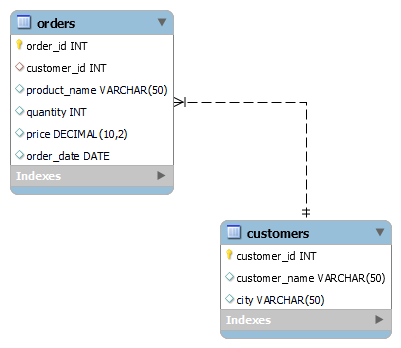 orders
order_id INT
customer_id INT
product_name VARCHAR(50)
quantity INT
price DECIMAL(10,2)
order_date DATE
Indexes
customers
customer_id INT
customer_name VARCHAR(50)
city VARCHAR(50)
Indexes